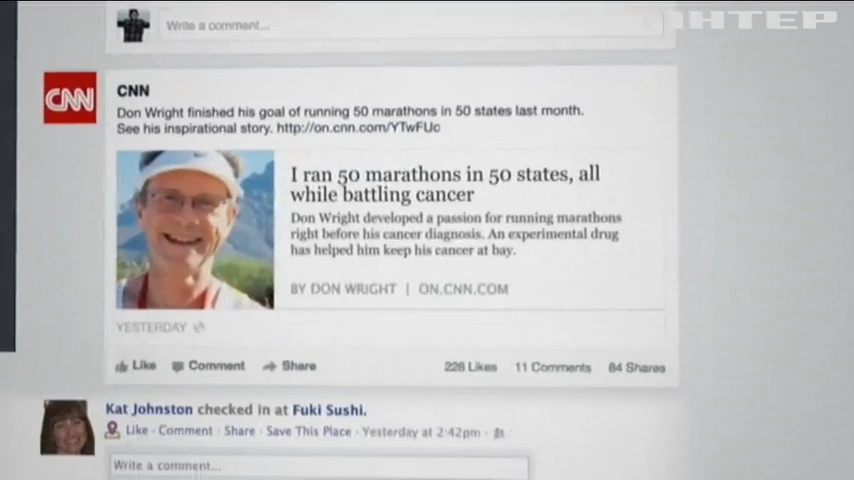 Write a comment...
ІНТЕР
CNN
CNN
Don Wright finished his goal of running 50 marathons in 50 states last month.
See his inspirational story. http://on.cnn.com/YTwFUc
I ran 50 marathons in 50 states, all
while battling cancer
Don Wright developed a passion for running marathons
right before his cancer diagnosis. An experimental drug
has helped him keep his cancer at bay.
BY DON WRIGHT | ON.CNN.COM
YESTERDAY
Like Comment Share 228 Likes 11 Comments 84 Shares
Kat Johnston checked in at Fuki Sushi.
Like · Comment · Share · Save This Place · Yesterday at 2:42pm ·
Write a comment...